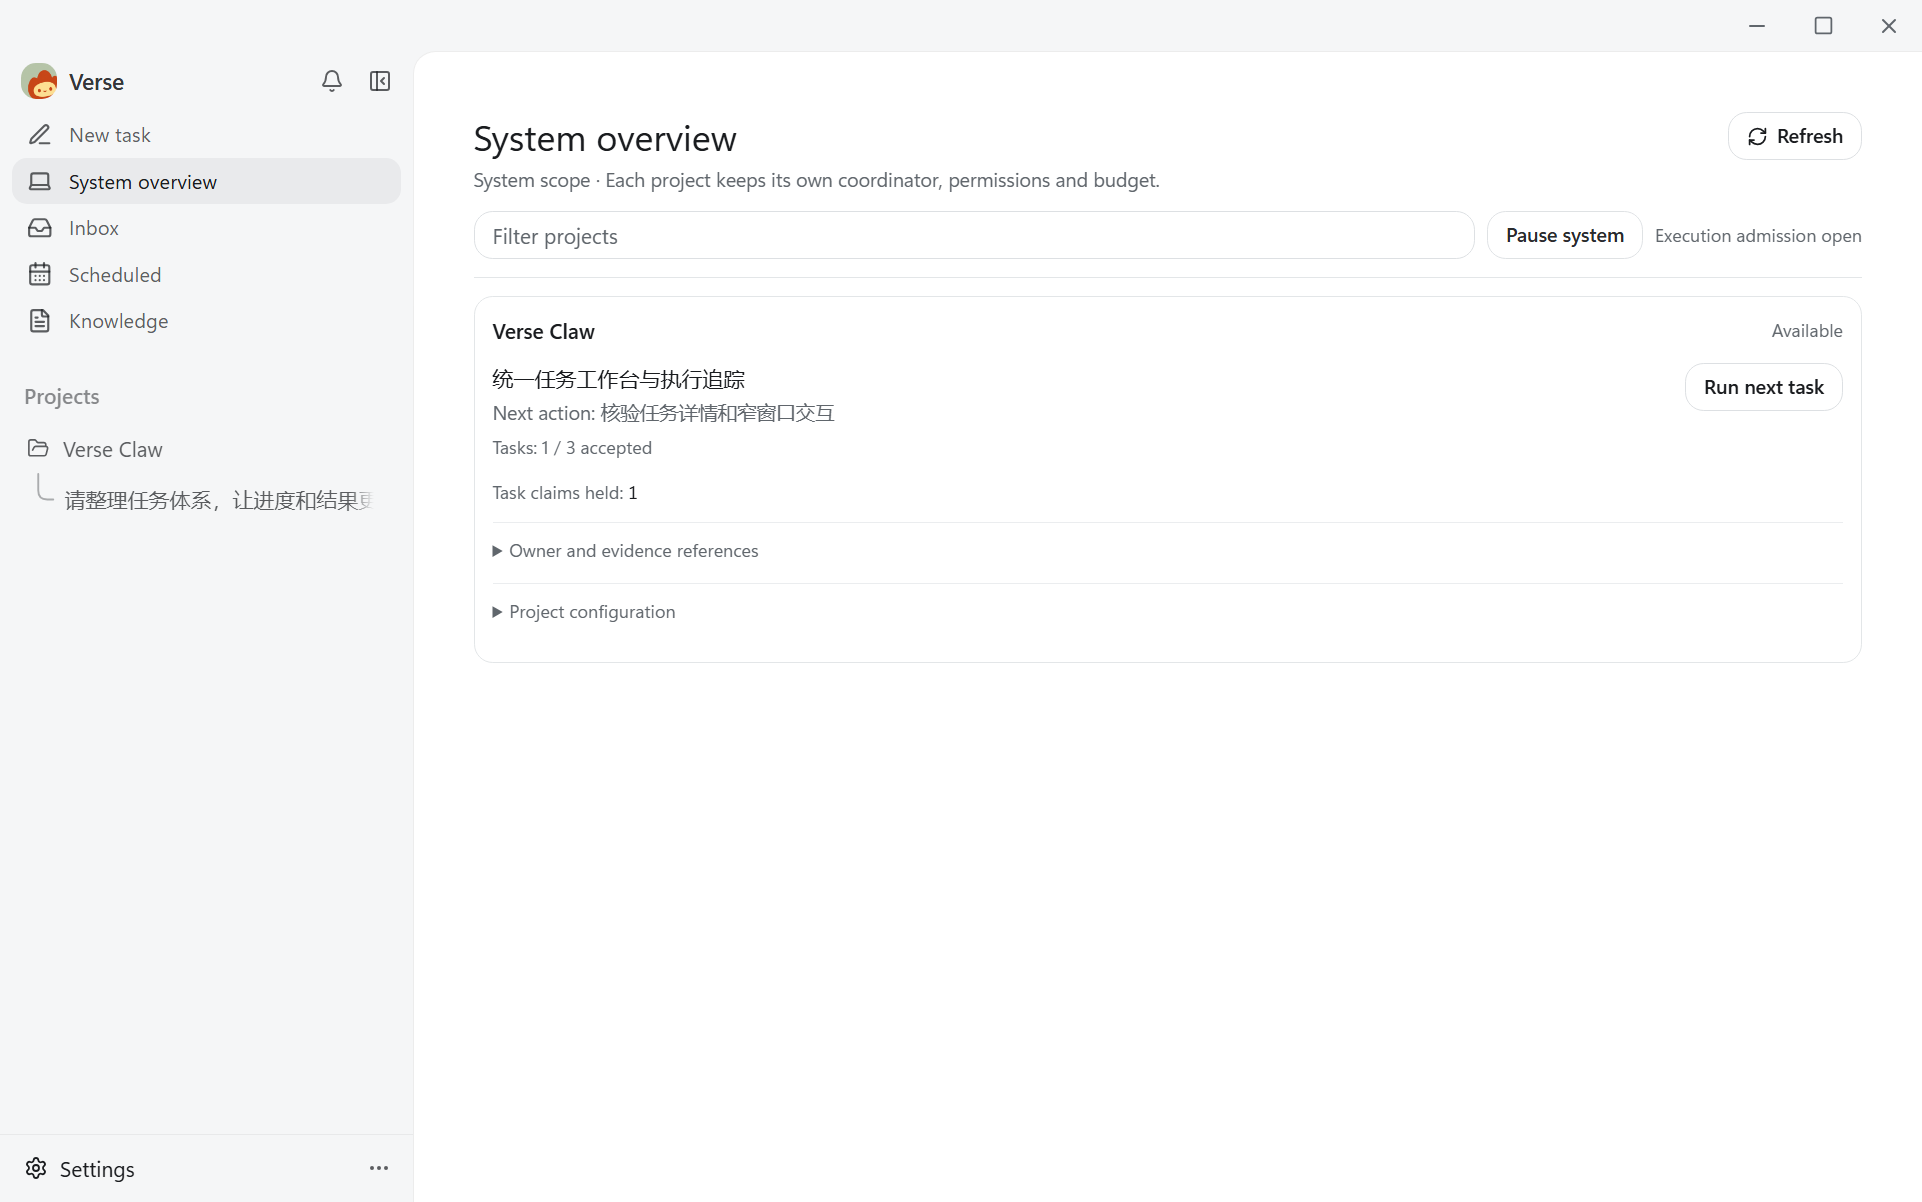 Verse
New task
System overview
Inbox
Scheduled
Knowledge
Projects
Verse Claw
请整理任务体系，让进度和结果更
Settings
System overview
Refresh
System scope · Each project keeps its own coordinator, permissions and budget.
Filter projects
Pause system
Execution admission open
Verse Claw
Available
统一任务工作台与执行追踪
Run next task
Next action: 核验任务详情和窄窗口交互
Tasks: 1 / 3 accepted
Task claims held: 1
Owner and evidence references
Project configuration